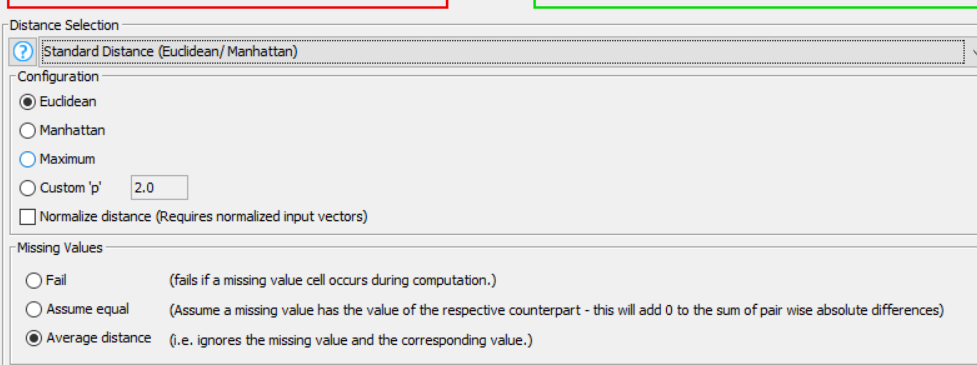 Distance Selection
? Standard Distance (Euclidean/ Manhattan)
Configuration
Euclidean
Manhattan
Maximum
Custom 'p' 2.0
Normalize distance (Requires normalized input vectors)
Missing Values
Fail (fails if a missing value cell occurs during computation.)
Assume equal (Assume a missing value has the value of the respective counterpart - this will add 0 to the sum of pair wise absolute differences)
Average distance (i.e. ignores the missing value and the corresponding value.)